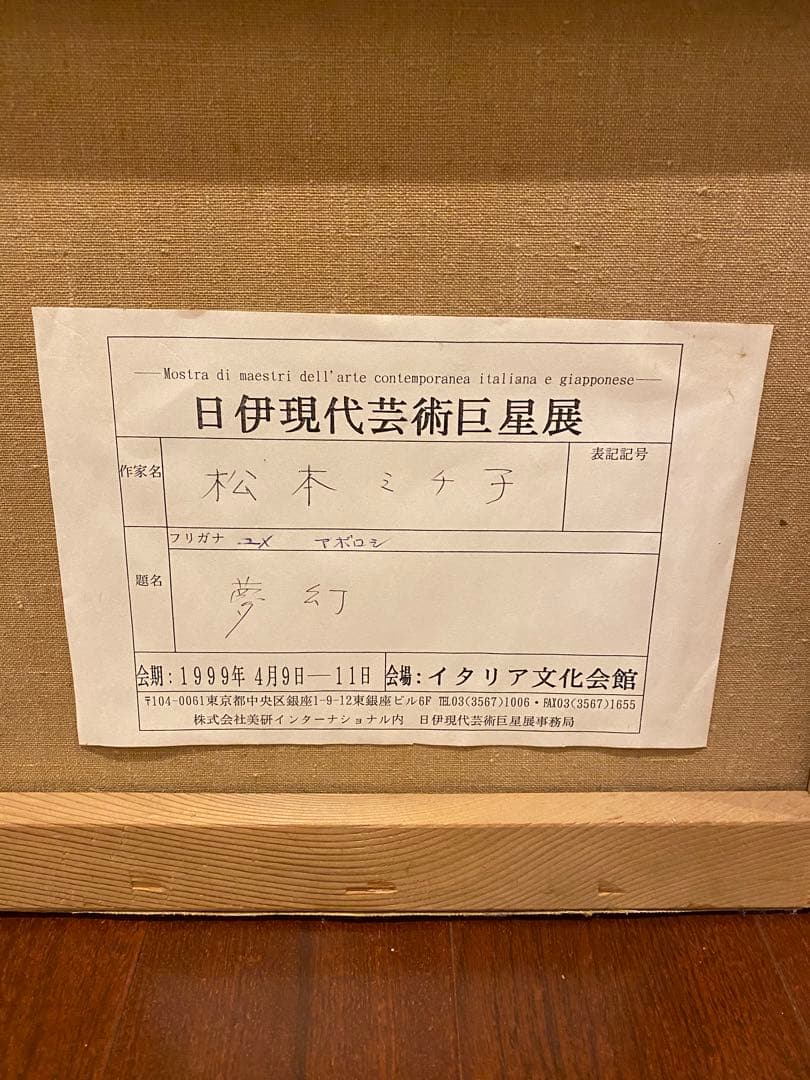 Mostra di maestri dell'arte contemporanea italiana e giapponese
日伊現代芸術巨星展
作家名 松本ミチ子 表記記号
フリガナ ユメ マボロシ
題名 夢幻
会期:1999年4月9日―11日 会場:イタリア文化会館
〒104-0061東京都中央区銀座1-9-12東銀座ビル6F TEL03(3567)1006・FAX03(3567)1655
株式会社美研インターナショナル内 日伊現代芸術巨星展事務局